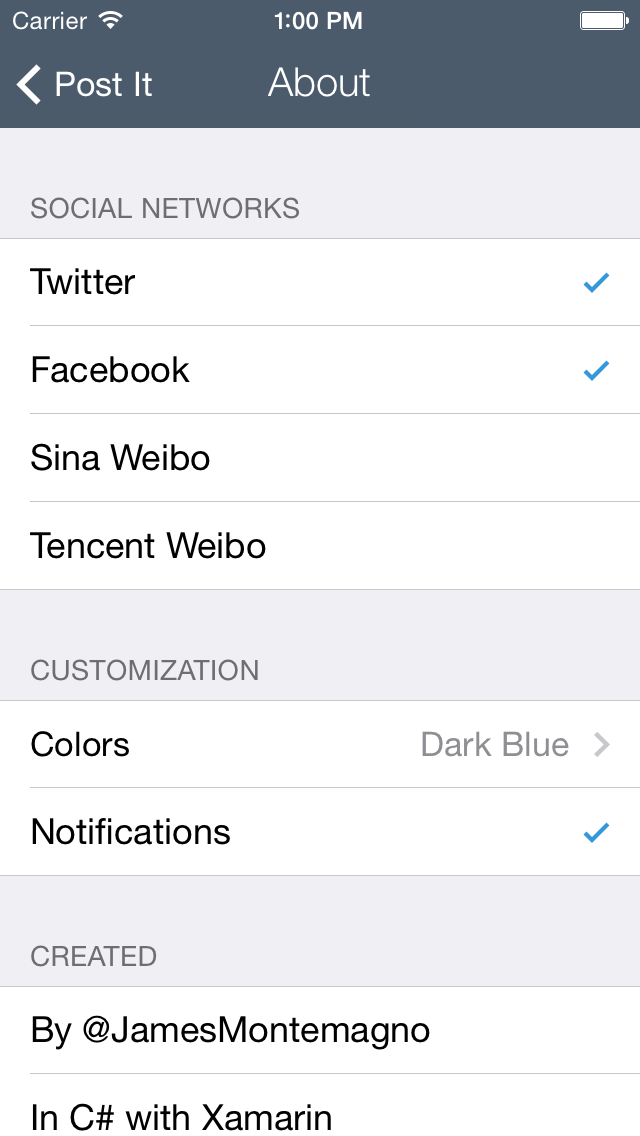 Carrier 1:00 PM
Post It About
SOCIAL NETWORKS
Twitter
Facebook
Sina Weibo
Tencent Weibo
CUSTOMIZATION
Colors Dark Blue
Notifications
CREATED
By @JamesMontemagno
In C# with Xamarin